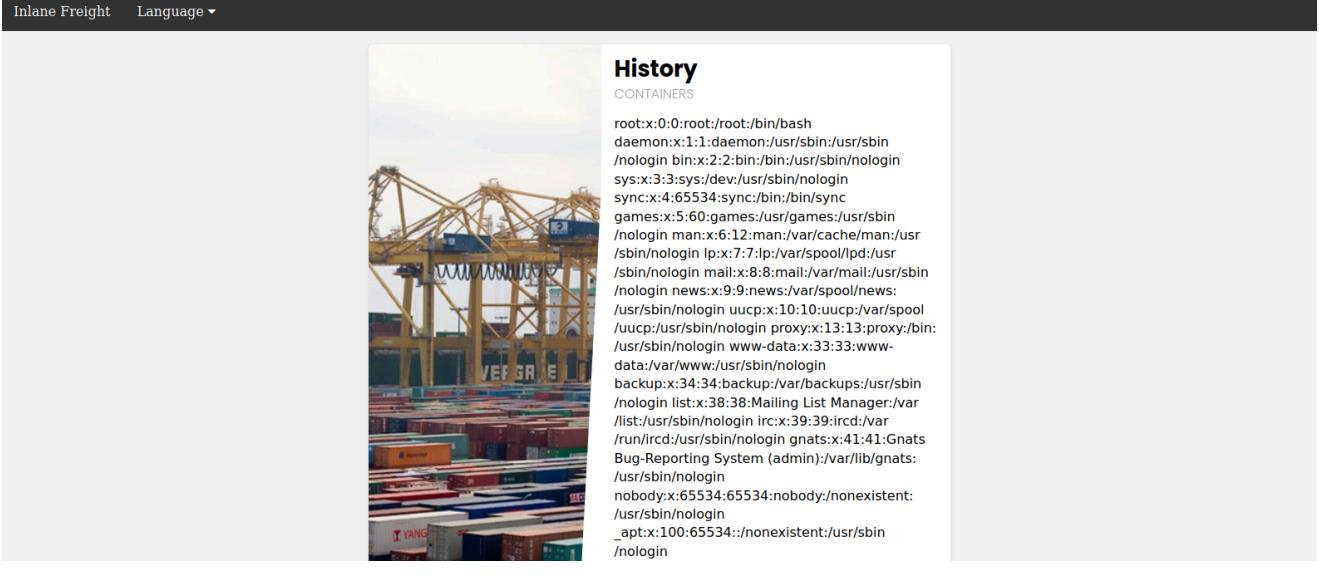 Inlane Freight
Language
History
CONTAINERS
root:x:0:0:root:/root:/bin/bash
daemon:x:1:1:daemon:/usr/sbin:/usr/sbin
/nologin bin:x:2:2:bin:/bin:/usr/sbin/nologin
sys:x:3:3:sys:/dev:/usr/sbin/nologin
sync:x:4:65534:sync:/bin:/bin/sync
games:x:5:60:games:/usr/games:/usr/sbin
/nologin man:x:6:12:man:/var/cache/man:/usr
/sbin/nologin lp:x:7:7:lp:/var/spool/lpd:/usr
/sbin/nologin mail:x:8:8:mail:/var/mail:/usr/sbin
/nologin news:x:9:9:news:/var/spool/news:
/usr/sbin/nologin uucp:x:10:10:uucp:/var/spool
/uucp:/usr/sbin/nologin proxy:x:13:13:proxy:/bin:
/usr/sbin/nologin www-data:x:33:33:www-
data:/var/www:/usr/sbin/nologin
backup:x:34:34:backup:/var/backups:/usr/sbin
/nologin list:x:38:38:Mailing List Manager:/var
/list:/usr/sbin/nologin irc:x:39:39:ircd:/var
/run/ircd:/usr/sbin/nologin gnats:x:41:41:Gnats
Bug-Reporting System (admin):/var/lib/gnats:
/usr/sbin/nologin
nobody:x:65534:65534:nobody:/nonexistent:
/usr/sbin/nologin
_apt:x:100:65534::/nonexistent:/usr/sbin
/nologin
YANG